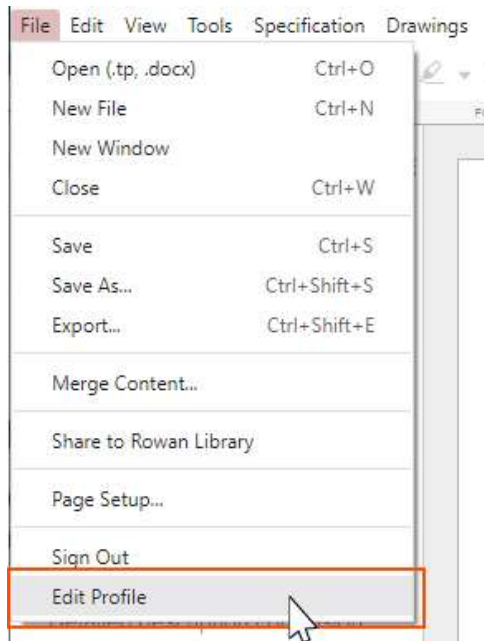 File Edit View Tools Specification Drawings
Open (.tp, .docx) Ctrl+O
New File Ctrl+N
New Window
Close Ctrl+W
Save Ctrl+S
Save As... Ctrl+Shift+S
Export... Ctrl+Shift+E
Merge Content...
Share to Rowan Library
Page Setup...
Sign Out
Edit Profile